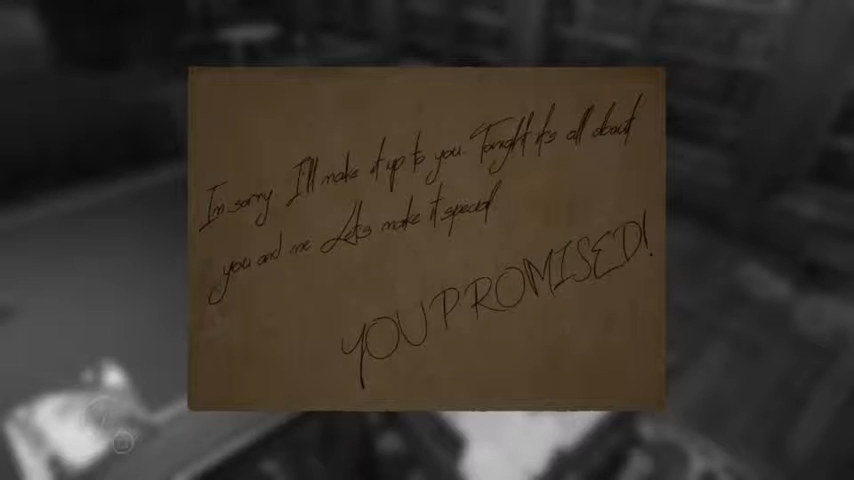 I'm sorry. I'll make it up to you. Tonight it's all about
you and me Let's make it special
YOU PROMISED!